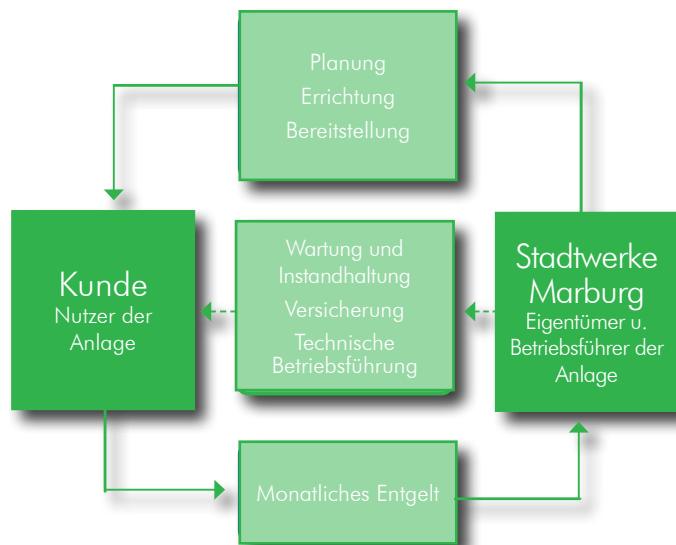 Planung
Errichtung
Bereitstellung
Kunde
Nutzer der
Anlage
Wartung und
Instandhaltung
Versicherung
Technische
Betriebsführung
Stadtwerke
Marburg
Eigentümer u.
Betriebsführer der
Anlage
Monatliches Entgelt